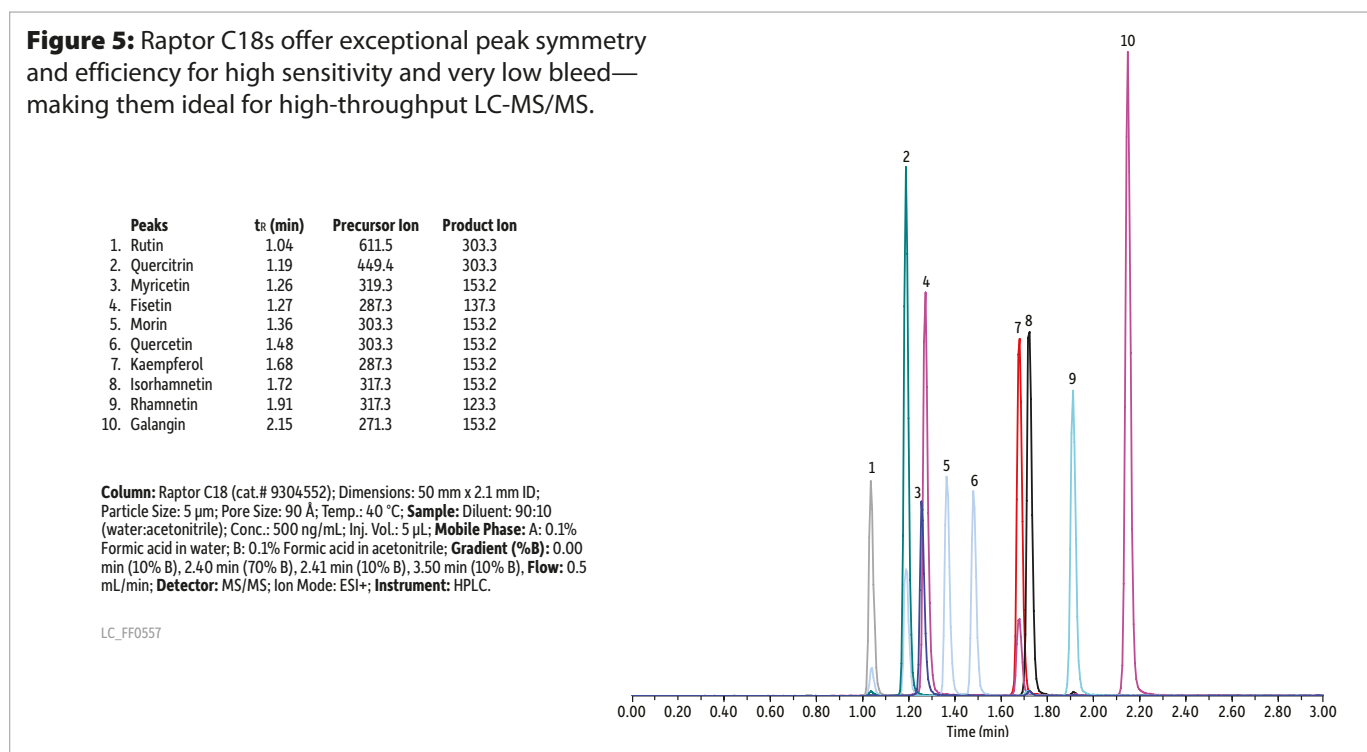 Figure 5: Raptor C18s offer exceptional peak symmetry
and efficiency for high sensitivity and very low bleed—
making them ideal for high-throughput LC-MS/MS.
Peaks tR (min) Precursor Ion Product Ion
1. Rutin 1.04 611.5 303.3
2. Quercitrin 1.19 449.4 303.3
3. Myricetin 1.26 319.3 153.2
4. Fisetin 1.27 287.3 137.3
5. Morin 1.36 303.3 153.2
6. Quercetin 1.48 303.3 153.2
7. Kaempferol 1.68 287.3 153.2
8. Isorhamnetin 1.72 317.3 153.2
9. Rhamnetin 1.91 317.3 123.3
10. Galangin 2.15 271.3 153.2
Column: Raptor C18 (cat.# 9304552); Dimensions: 50 mm x 2.1 mm ID;
Particle Size: 5 µm; Pore Size: 90 Å; Temp.: 40 °C; Sample: Diluent: 90:10
(water:acetonitrile); Conc.: 500 ng/mL; Inj. Vol.: 5 µL; Mobile Phase: A: 0.1%
Formic acid in water; B: 0.1% Formic acid in acetonitrile; Gradient (%B): 0.00
min (10% B), 2.40 min (70% B), 2.41 min (10% B), 3.50 min (10% B), Flow: 0.5
mL/min; Detector: MS/MS; Ion Mode: ESI+; Instrument: HPLC.
LC_FF0557
1
2
3
4
5
6
7
8
9
10
0.00 0.20 0.40 0.60 0.80 1.00 1.20 1.40 1.60 1.80 2.00 2.20 2.40 2.60 2.80 3.00
Time (min)